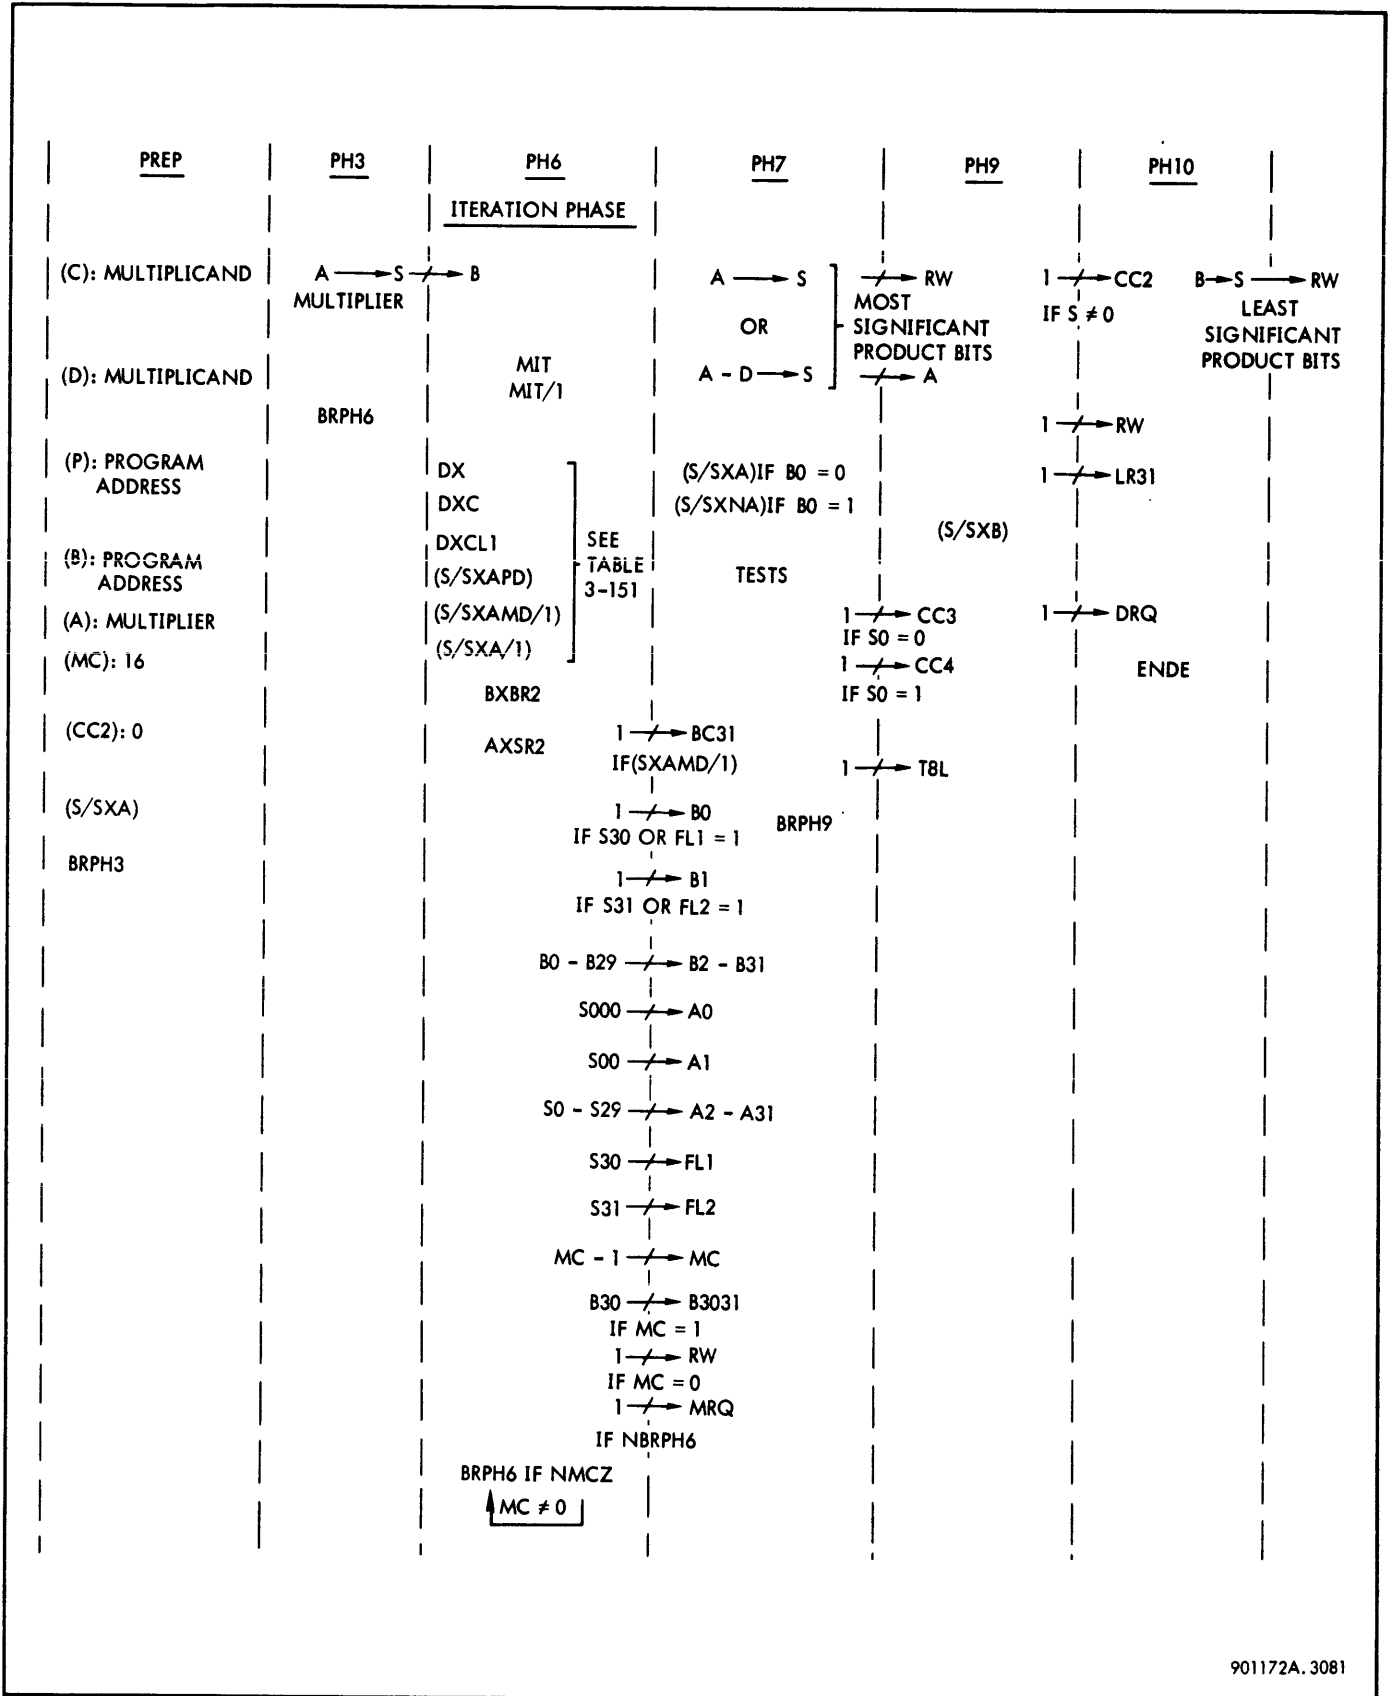 PREP
PH3
PH6
PH7
PH9
PH10
ITERATION PHASE
(C): MULTIPLICAND
(D): MULTIPLICAND
(P): PROGRAM
ADDRESS
(B): PROGRAM
ADDRESS
(A): MULTIPLIER
(MC): 16
(CC2): 0
(S/SXA)
BRPH3
A → S → B
MULTIPLIER
BRPH6
MIT
MIT/1
DX
DXC
DXCL1
(S/SXAPD)
(S/SXAMD/1)
(S/SXA/1)
SEE
TABLE
3-151
BXBR2
AXSR2
1 → BC31
IF(SXAMD/1)
1 → B0
IF S30 OR FL1 = 1
1 → B1
IF S31 OR FL2 = 1
B0 - B29 → B2 - B31
S000 → A0
S00 → A1
S0 - S29 → A2 - A31
S30 → FL1
S31 → FL2
MC - 1 → MC
B30 → B3031
IF MC = 1
1 → RW
IF MC = 0
1 → MRQ
IF NBRPH6
BRPH6 IF NMCZ
MC ≠ 0
A → S
OR
A - D → S
→ RW
MOST
SIGNIFICANT
PRODUCT BITS
→ A
(S/SXA)IF B0 = 0
(S/SXNA)IF B0 = 1
TESTS
1 → CC3
IF S0 = 0
1 → CC4
IF S0 = 1
1 → T8L
BRPH9
(S/SXB)
1 → CC2
IF S ≠ 0
1 → RW
1 → LR31
1 → DRQ
ENDE
B → S → RW
LEAST
SIGNIFICANT
PRODUCT BITS
901172A. 3081